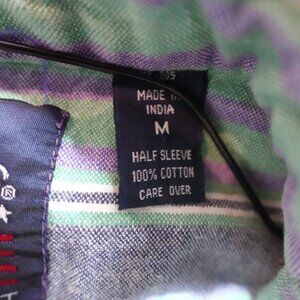 MADE IN
INDIA
M
HALF SLEEVE
100% COTTON
CARE OVER